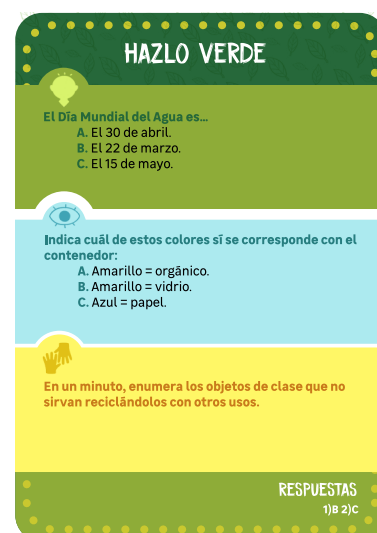 HAZLO VERDE
El Día Mundial del Agua es...
A. El 30 de abril.
B. El 22 de marzo.
C. El 15 de mayo.
Indica cuál de estos colores sí se corresponde con el
contenedor:
A. Amarillo = orgánico.
B. Amarillo = vidrio.
C. Azul = papel.
En un minuto, enumera los objetos de clase que no
sirvan reciclándolos con otros usos.
RESPUESTAS
1)B 2)C